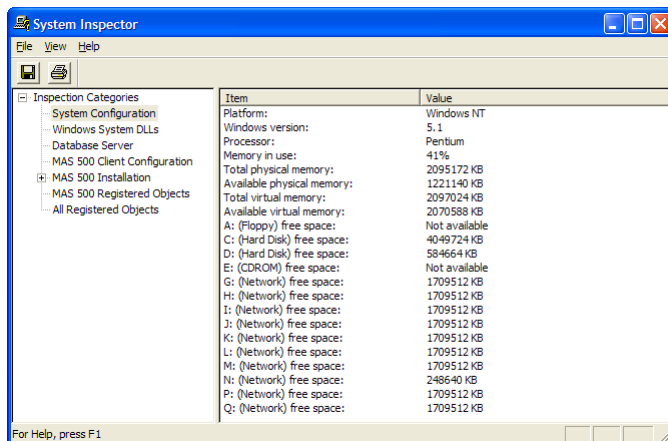 System Inspector
File View Help
Inspection Categories
System Configuration
Windows System DLLs
Database Server
MAS 500 Client Configuration
MAS 500 Installation
MAS 500 Registered Objects
All Registered Objects
Item Value
Platform: Windows NT
Windows version: 5.1
Processor: Pentium
Memory in use: 41%
Total physical memory: 2095172 KB
Available physical memory: 1221140 KB
Total virtual memory: 2097024 KB
Available virtual memory: 2070588 KB
A: (Floppy) free space: Not available
C: (Hard Disk) free space: 4049724 KB
D: (Hard Disk) free space: 584664 KB
E: (CDROM) free space: Not available
G: (Network) free space: 1709512 KB
H: (Network) free space: 1709512 KB
I: (Network) free space: 1709512 KB
J: (Network) free space: 1709512 KB
K: (Network) free space: 1709512 KB
L: (Network) free space: 1709512 KB
M: (Network) free space: 1709512 KB
N: (Network) free space: 248640 KB
P: (Network) free space: 1709512 KB
Q: (Network) free space: 1709512 KB
For Help, press F1